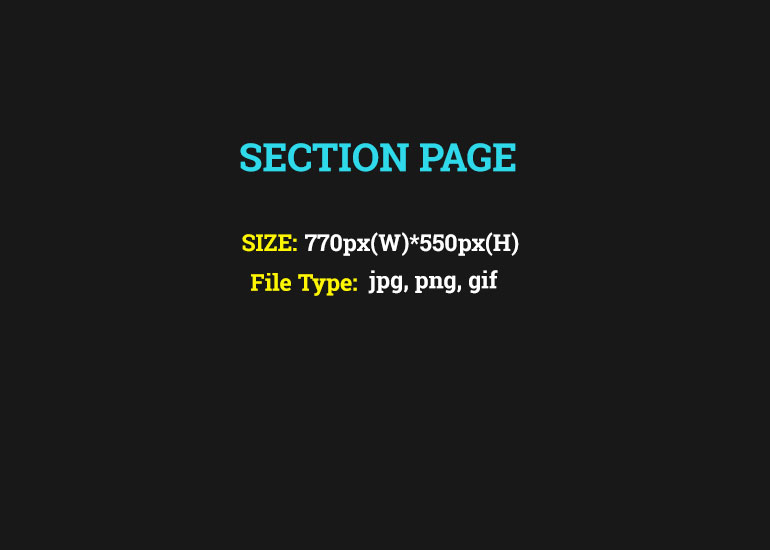 SECTION PAGE
SIZE: 770px(W)*550px(H)
File Type: jpg, png, gif